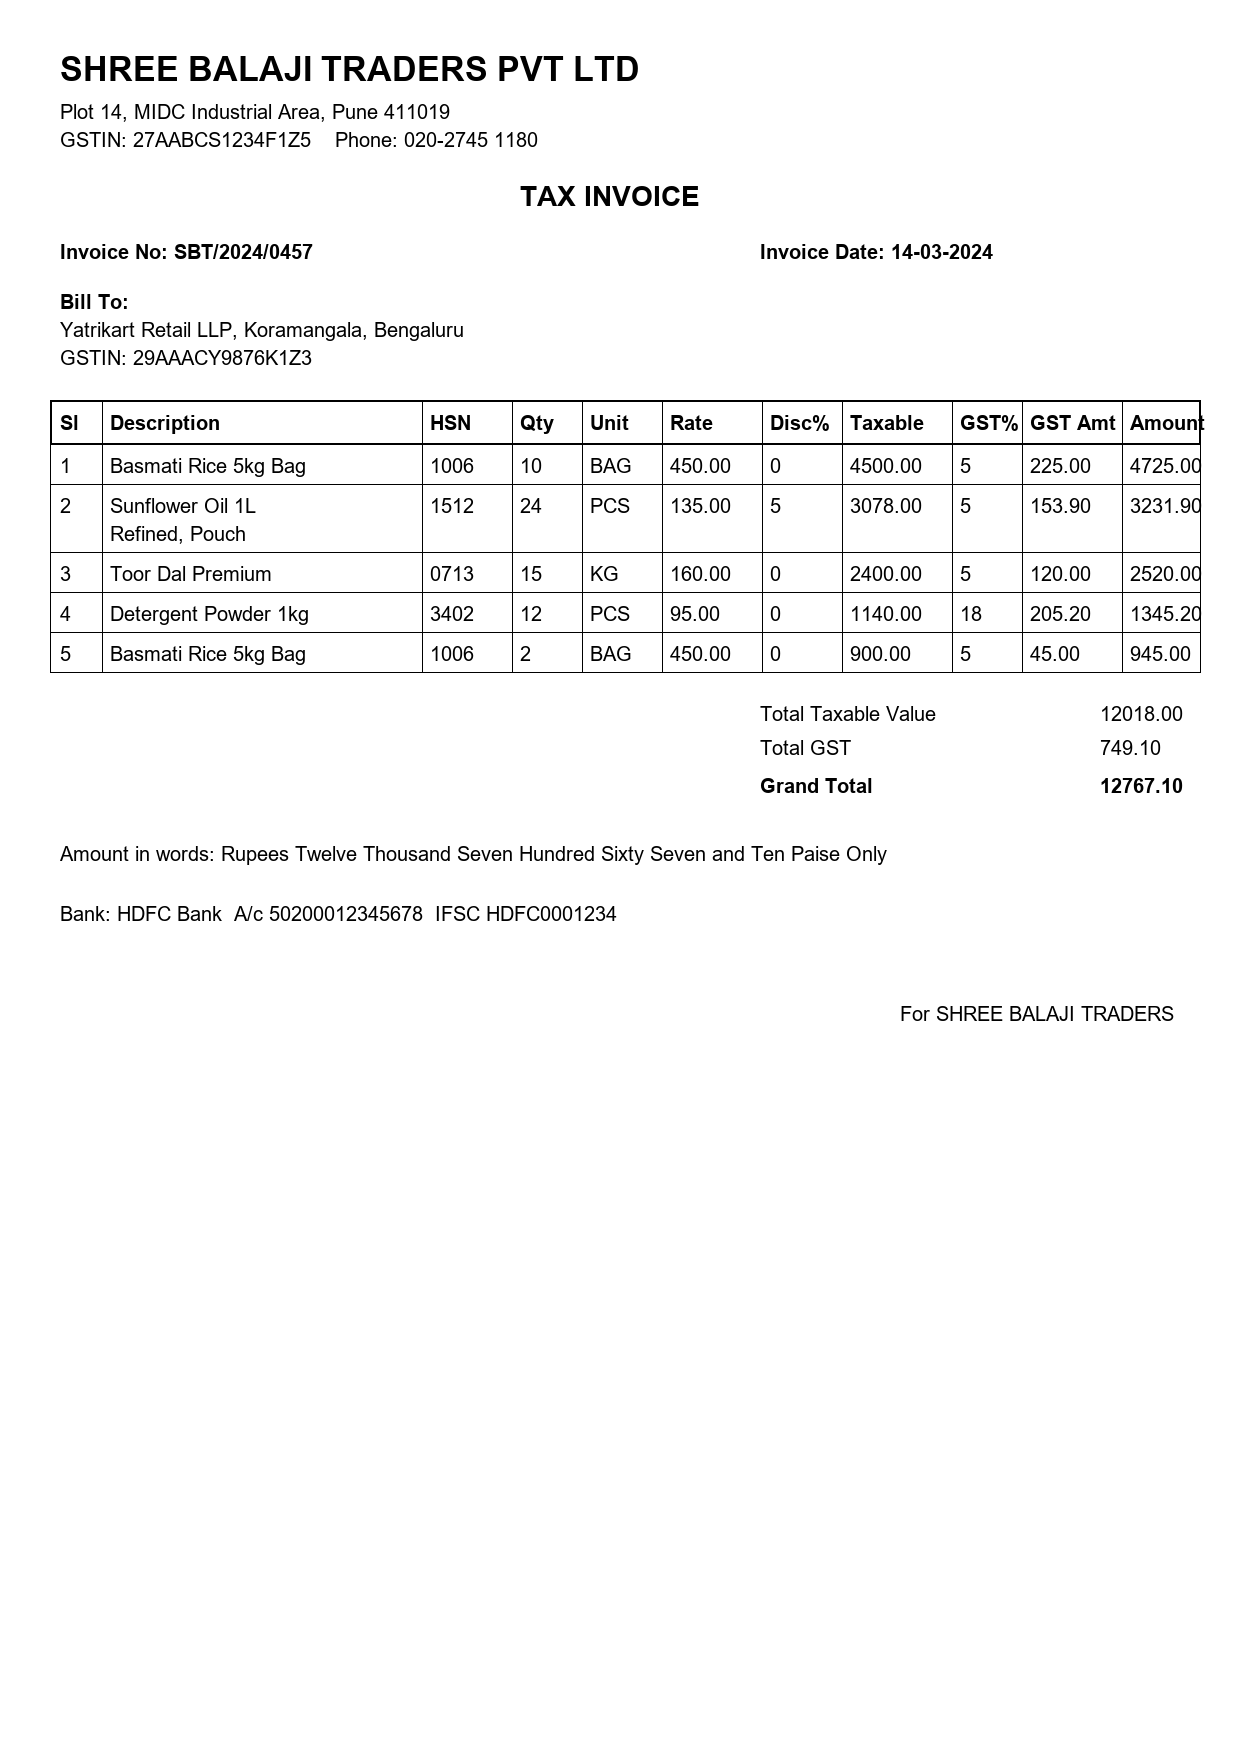 SHREE BALAJI TRADERS PVT LTD
Plot 14, MIDC Industrial Area, Pune 411019
GSTIN: 27AABCS1234F1Z5 Phone: 020-2745 1180
TAX INVOICE
Invoice No: SBT/2024/0457 Invoice Date: 14-03-2024
Bill To:
Yatrikart Retail LLP, Koramangala, Bengaluru
GSTIN: 29AAACY9876K1Z3
Sl Description HSN Qty Unit Rate Disc% Taxable GST% GST Amt Amount
1 Basmati Rice 5kg Bag 1006 10 BAG 450.00 0 4500.00 5 225.00 4725.00
2 Sunflower Oil 1L 1512 24 PCS 135.00 5 3078.00 5 153.90 3231.90
Refined, Pouch
3 Toor Dal Premium 0713 15 KG 160.00 0 2400.00 5 120.00 2520.00
4 Detergent Powder 1kg 3402 12 PCS 95.00 0 1140.00 18 205.20 1345.20
5 Basmati Rice 5kg Bag 1006 2 BAG 450.00 0 900.00 5 45.00 945.00
Total Taxable Value 12018.00
Total GST 749.10
Grand Total 12767.10
Amount in words: Rupees Twelve Thousand Seven Hundred Sixty Seven and Ten Paise Only
Bank: HDFC Bank A/c 50200012345678 IFSC HDFC0001234
For SHREE BALAJI TRADERS